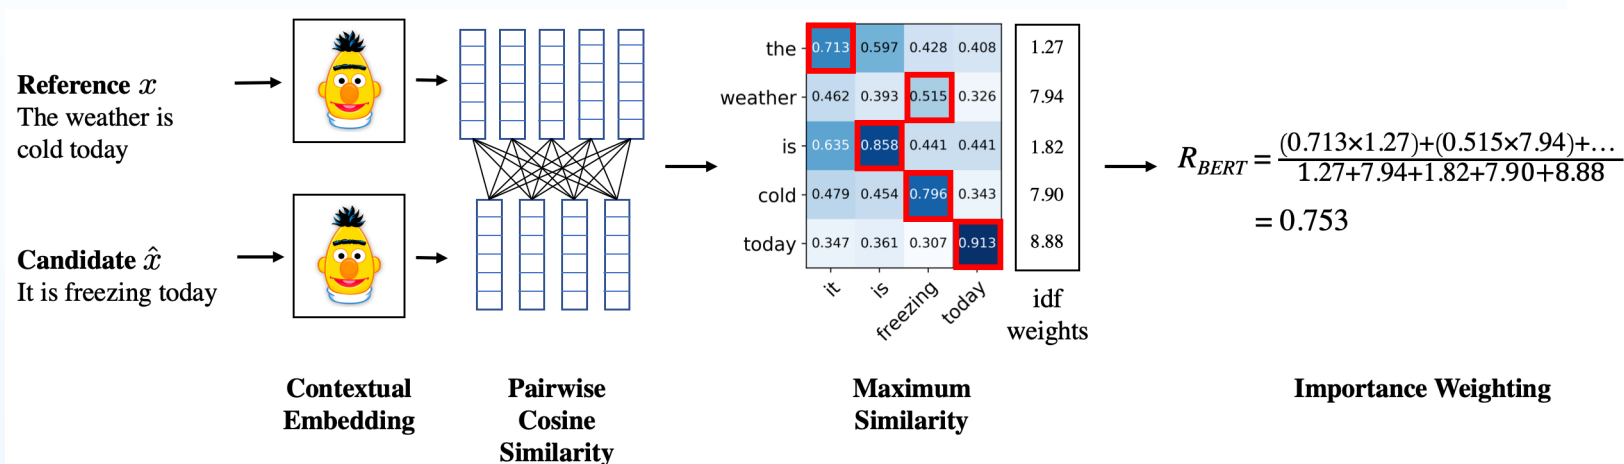 Reference x
The weather is
cold today
Candidate x̂
It is freezing today
the 0.713 0.597 0.428 0.408 1.27
weather 0.462 0.393 0.515 0.326 7.94
is 0.635 0.858 0.441 0.441 1.82
cold 0.479 0.454 0.796 0.343 7.90
today 0.347 0.361 0.307 0.913 8.88
it is freezing today
idf
weights
R_BERT = (0.713×1.27)+(0.515×7.94)+...
1.27+7.94+1.82+7.90+8.88
= 0.753
Contextual
Embedding
Pairwise
Cosine
Similarity
Maximum
Similarity
Importance Weighting